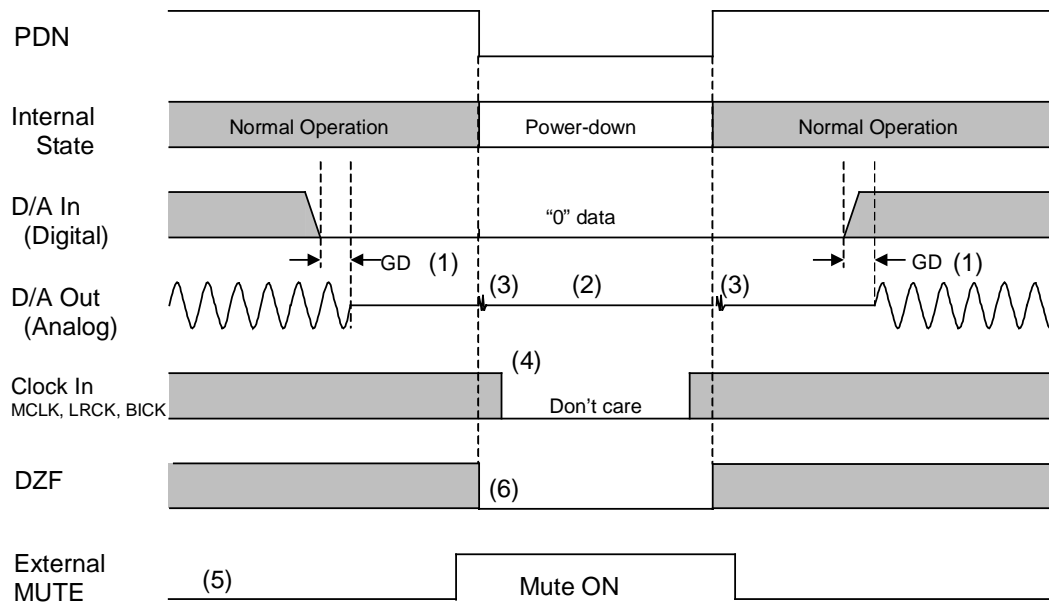 PDN
Internal
State
Normal Operation
Power-down
Normal Operation
D/A In
(Digital)
“0” data
GD (1)
GD (1)
D/A Out
(Analog)
(3)
(2)
(3)
(4)
Clock In
MCLK, LRCK, BICK
Don’t care
DZF
(6)
External
MUTE
(5)
Mute ON